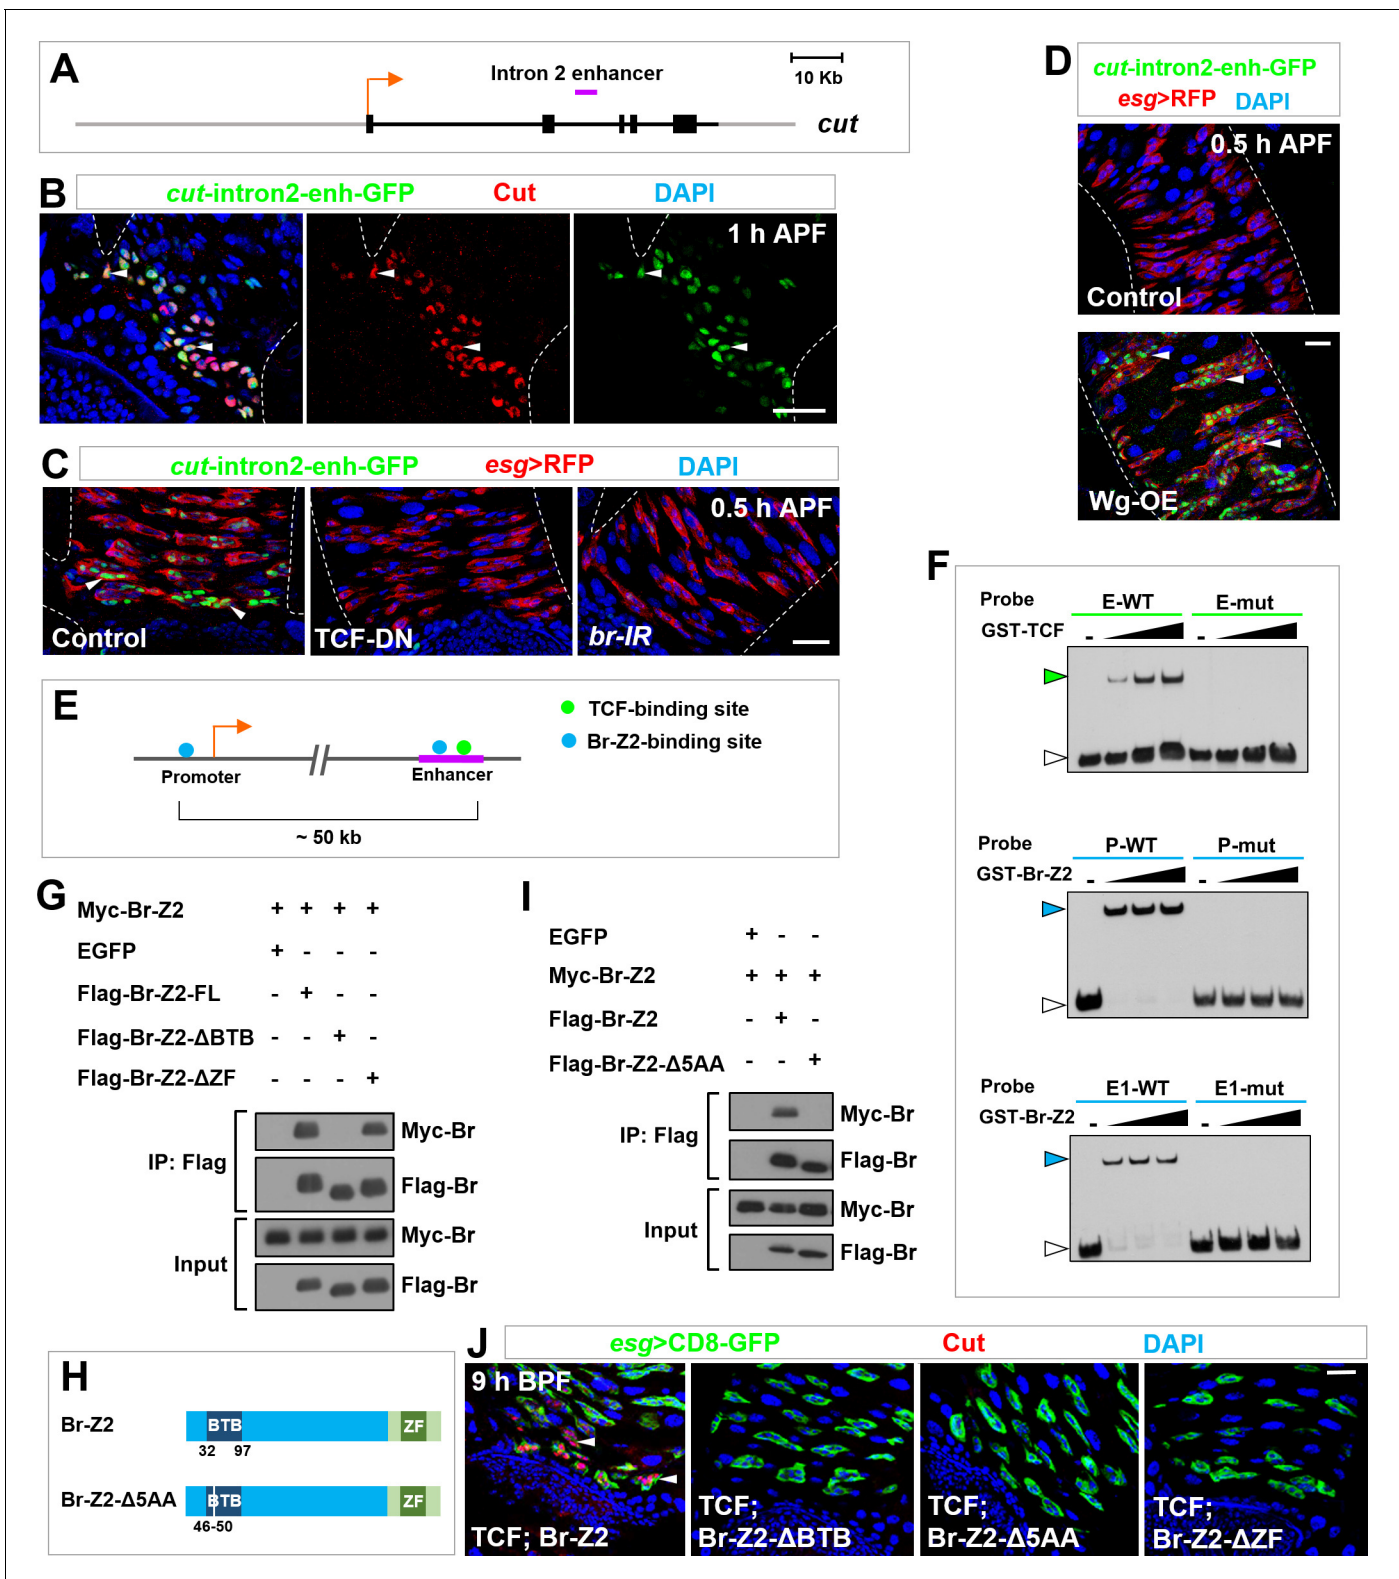 A
Intron 2 enhancer
10 Kb
cut
B
cut-intron2-enh-GFP Cut DAPI
1 h APF
C
cut-intron2-enh-GFP esg>RFP DAPI
0.5 h APF
Control
TCF-DN
br-IR
D
cut-intron2-enh-GFP
esg>RFP DAPI
0.5 h APF
Control
Wg-OE
E
TCF-binding site
Br-Z2-binding site
Promoter
Enhancer
~ 50 kb
F
Probe E-WT E-mut
GST-TCF - -
Probe P-WT P-mut
GST-Br-Z2 - -
Probe E1-WT E1-mut
GST-Br-Z2 - -
G
Myc-Br-Z2 + + + +
EGFP + - - -
Flag-Br-Z2-FL - + - -
Flag-Br-Z2-ΔBTB - - + -
Flag-Br-Z2-ΔZF - - - +
IP: Flag
Myc-Br
Flag-Br
Input
Myc-Br
Flag-Br
H
Br-Z2
BTB
ZF
32 97
Br-Z2-Δ5AA
BTB
ZF
46-50
I
EGFP + - -
Myc-Br-Z2 + + +
Flag-Br-Z2 - + -
Flag-Br-Z2-Δ5AA - - +
IP: Flag
Myc-Br
Flag-Br
Input
Myc-Br
Flag-Br
J
esg>CD8-GFP Cut DAPI
9 h BPF
TCF; Br-Z2
TCF;
Br-Z2-ΔBTB
TCF;
Br-Z2-Δ5AA
TCF;
Br-Z2-ΔZF